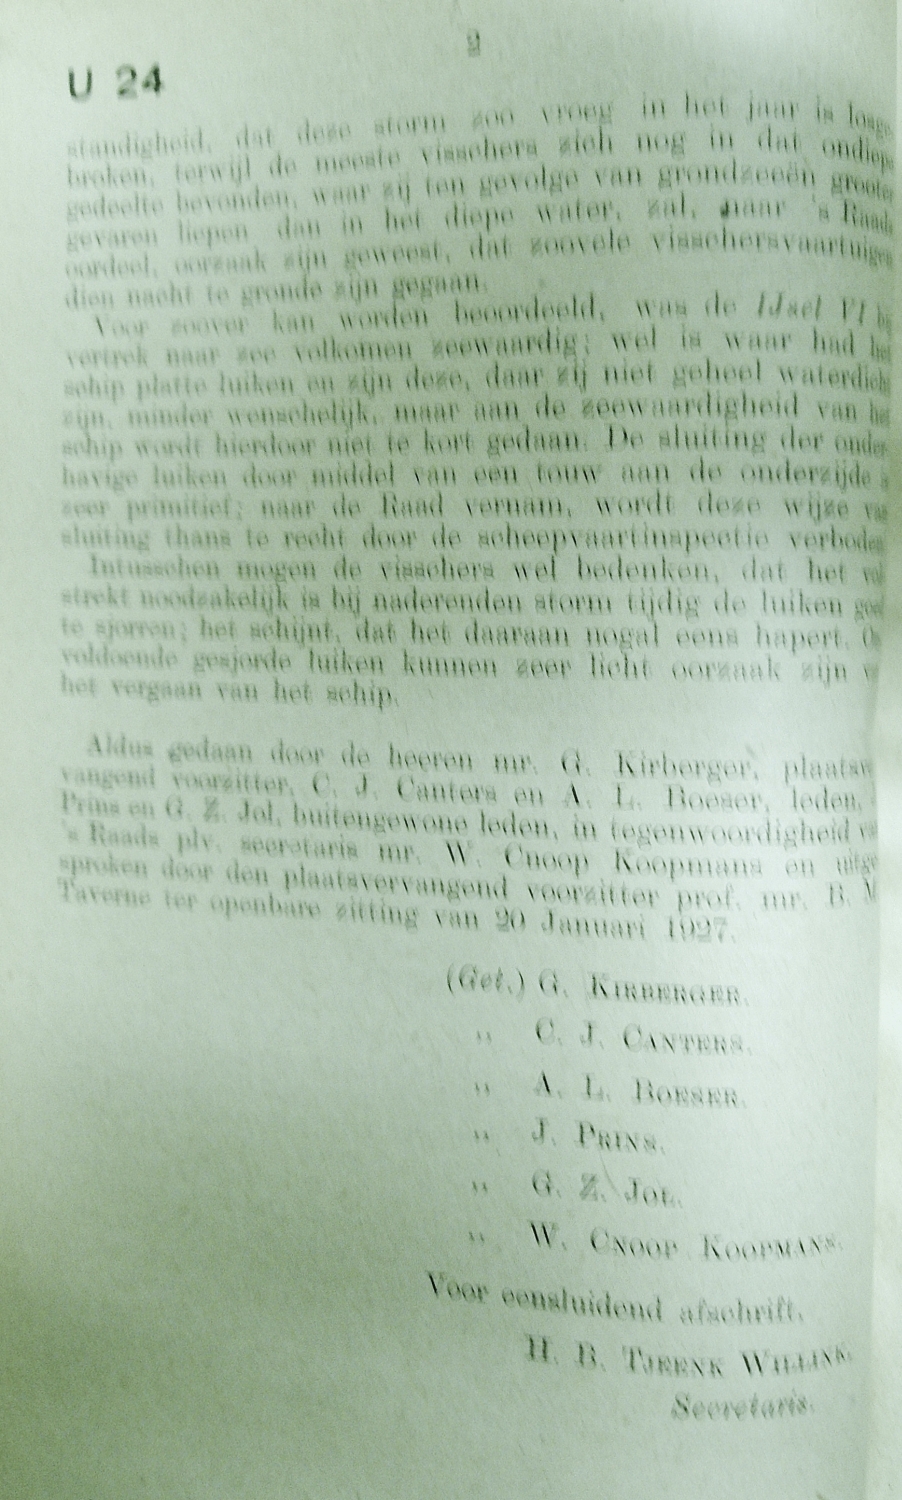 9
U 24
standigheid, dat deze storm zoo vroeg in het jaar is losge-
broken, terwijl de meeste visschers zich nog in dat ondiepe
gedeelte bevonden, waar zij ten gevolge van grondzeeën grootere
gevaren liepen dan in het diepe water, zal, naar 's Raads
oordeel, oorzaak zijn geweest, dat zoovele visschersvaartuigen
dien nacht te gronde zijn gegaan.
Voor zoover kan worden beoordeeld, was de IJsel VI bij
vertrek naar zee volkomen zeewaardig; wel is waar had het
schip platte luiken en zijn deze, daar zij niet geheel waterdicht
zijn, minder wenschelijk, maar aan de zeewaardigheid van het
schip wordt hierdoor niet te kort gedaan. De sluiting der onder-
havige luiken door middel van een touw aan de onderzijde is
zeer primitief; naar de Raad vernam, wordt deze wijze van
sluiting thans te recht door de scheepvaartinspectie verboden.
Intusschen mogen de visschers wel bedenken, dat het vol-
strekt noodzakelijk is bij naderenden storm tijdig de luiken goed
te sjorren; het schijnt, dat het daaraan nogal eens hapert. On-
voldoende gesjorde luiken kunnen zeer licht oorzaak zijn van
het vergaan van het schip.
Aldus gedaan door de heeren mr. G. Kirberger, plaatsver-
vangend voorzitter, C. J. Canters en A. L. Boeser, leden,
Prins en G. Z. Jol, buitengewone leden, in tegenwoordigheid van
's Raads plv. secretaris mr. W. Cnoop Koopmans en uitge-
sproken door den plaatsvervangend voorzitter prof. mr. B. M.
Taverne ter openbare zitting van 20 Januari 1927.
(Get.) G. Kirberger.
,, C. J. Canters.
,, A. L. Boeser.
,, J. Prins.
,, G. Z. Jol.
,, W. Cnoop Koopmans.
Voor eensluidend afschrift,
H. B. Tjeenk Willink,
Secretaris.